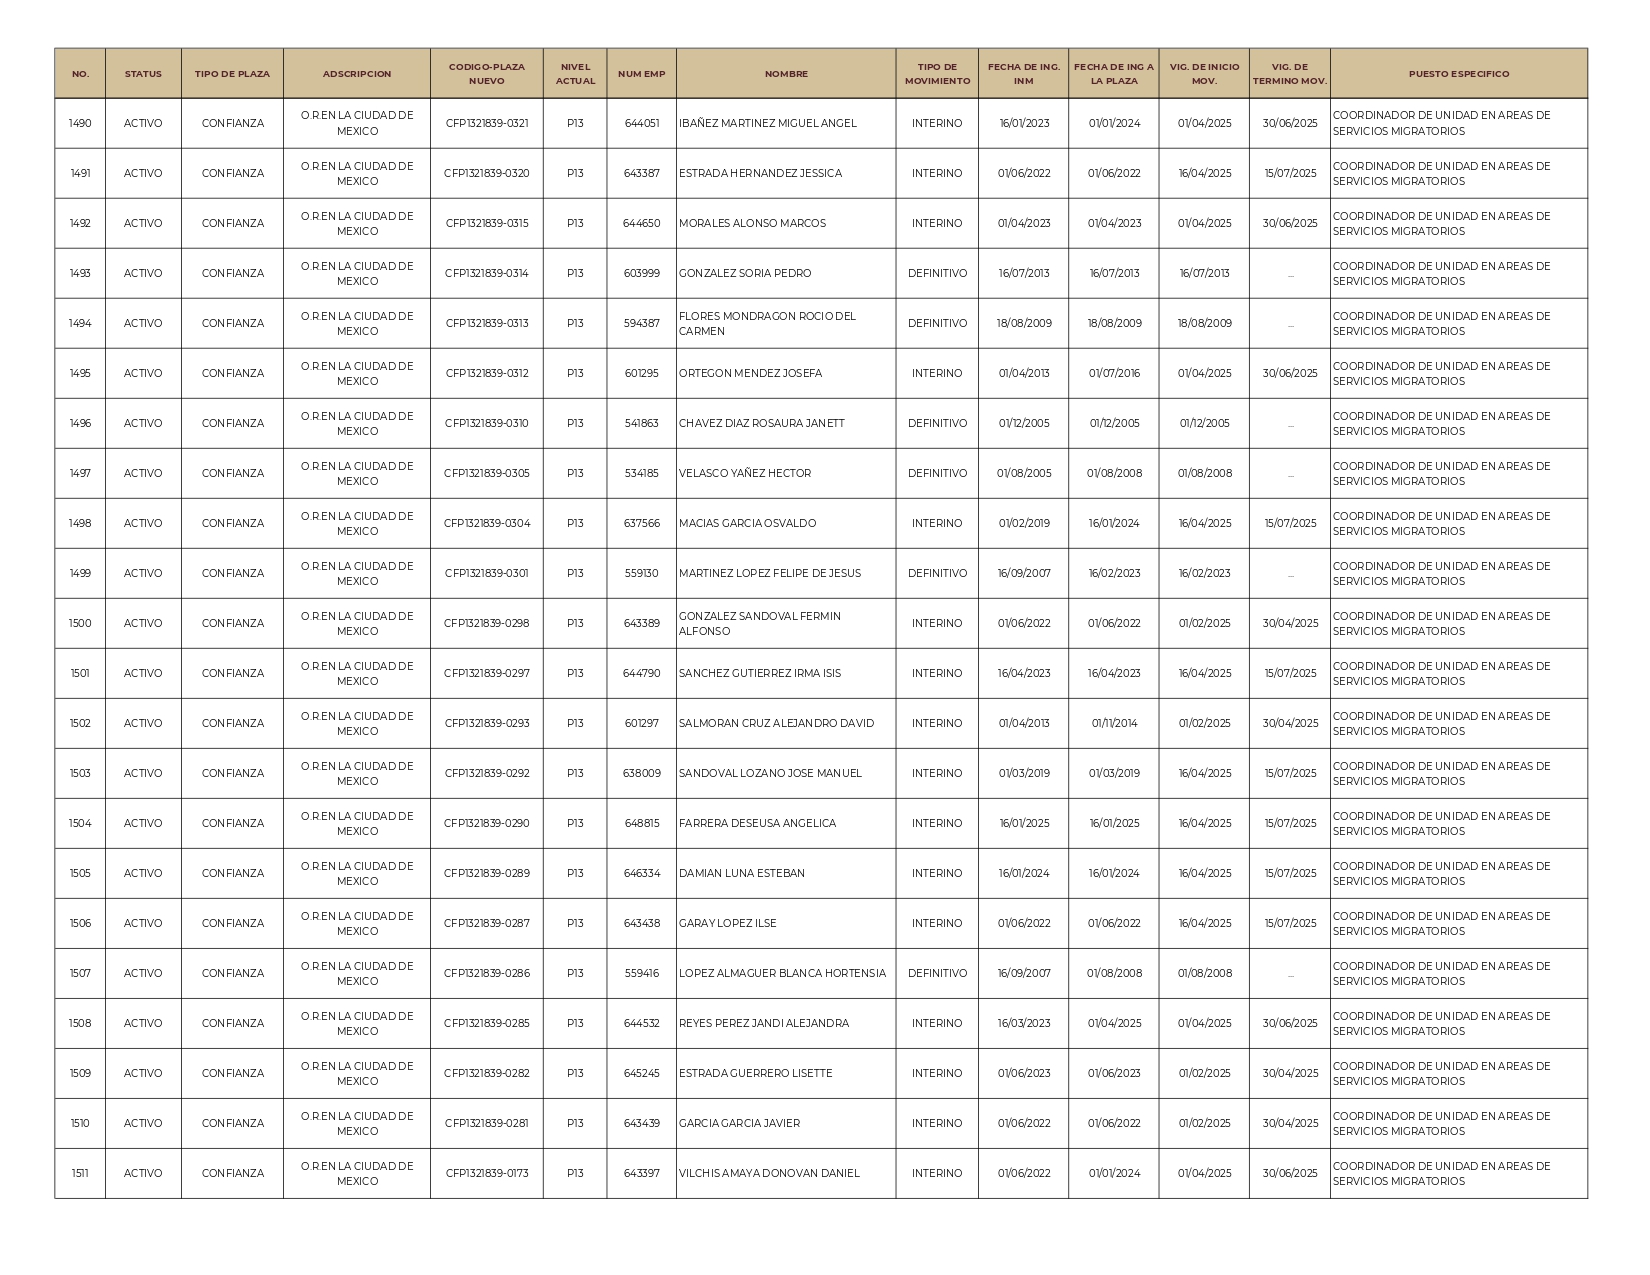 NO. STATUS TIPO DE PLAZA ADSCRIPCION CODIGO-PLAZA NUEVO NIVEL ACTUAL NUM EMP NOMBRE TIPO DE MOVIMIENTO FECHA DE ING. INM FECHA DE ING A LA PLAZA VIG. DE INICIO MOV. VIG. DE TERMINO MOV. PUESTO ESPECIFICO
1490 ACTIVO CONFIANZA O.R.EN LA CIUDAD DE MEXICO CFP1321839-0321 P13 644051 IBAÑEZ MARTINEZ MIGUEL ANGEL INTERINO 16/01/2023 01/01/2024 01/04/2025 30/06/2025 COORDINADOR DE UNIDAD EN AREAS DE SERVICIOS MIGRATORIOS
1491 ACTIVO CONFIANZA O.R.EN LA CIUDAD DE MEXICO CFP1321839-0320 P13 643387 ESTRADA HERNANDEZ JESSICA INTERINO 01/06/2022 01/06/2022 16/04/2025 15/07/2025 COORDINADOR DE UNIDAD EN AREAS DE SERVICIOS MIGRATORIOS
1492 ACTIVO CONFIANZA O.R.EN LA CIUDAD DE MEXICO CFP1321839-0315 P13 644650 MORALES ALONSO MARCOS INTERINO 01/04/2023 01/04/2023 01/04/2025 30/06/2025 COORDINADOR DE UNIDAD EN AREAS DE SERVICIOS MIGRATORIOS
1493 ACTIVO CONFIANZA O.R.EN LA CIUDAD DE MEXICO CFP1321839-0314 P13 603999 GONZALEZ SORIA PEDRO DEFINITIVO 16/07/2013 16/07/2013 16/07/2013 ... COORDINADOR DE UNIDAD EN AREAS DE SERVICIOS MIGRATORIOS
1494 ACTIVO CONFIANZA O.R.EN LA CIUDAD DE MEXICO CFP1321839-0313 P13 594387 FLORES MONDRAGON ROCIO DEL CARMEN DEFINITIVO 18/08/2009 18/08/2009 18/08/2009 ... COORDINADOR DE UNIDAD EN AREAS DE SERVICIOS MIGRATORIOS
1495 ACTIVO CONFIANZA O.R.EN LA CIUDAD DE MEXICO CFP1321839-0312 P13 601295 ORTEGON MENDEZ JOSEFA INTERINO 01/04/2013 01/07/2016 01/04/2025 30/06/2025 COORDINADOR DE UNIDAD EN AREAS DE SERVICIOS MIGRATORIOS
1496 ACTIVO CONFIANZA O.R.EN LA CIUDAD DE MEXICO CFP1321839-0310 P13 541863 CHAVEZ DIAZ ROSAURA JANETT DEFINITIVO 01/12/2005 01/12/2005 01/12/2005 ... COORDINADOR DE UNIDAD EN AREAS DE SERVICIOS MIGRATORIOS
1497 ACTIVO CONFIANZA O.R.EN LA CIUDAD DE MEXICO CFP1321839-0305 P13 534185 VELASCO YAÑEZ HECTOR DEFINITIVO 01/08/2005 01/08/2008 01/08/2008 ... COORDINADOR DE UNIDAD EN AREAS DE SERVICIOS MIGRATORIOS
1498 ACTIVO CONFIANZA O.R.EN LA CIUDAD DE MEXICO CFP1321839-0304 P13 637566 MACIAS GARCIA OSVALDO INTERINO 01/02/2019 16/01/2024 16/04/2025 15/07/2025 COORDINADOR DE UNIDAD EN AREAS DE SERVICIOS MIGRATORIOS
1499 ACTIVO CONFIANZA O.R.EN LA CIUDAD DE MEXICO CFP1321839-0301 P13 559130 MARTINEZ LOPEZ FELIPE DE JESUS DEFINITIVO 16/09/2007 16/02/2023 16/02/2023 ... COORDINADOR DE UNIDAD EN AREAS DE SERVICIOS MIGRATORIOS
1500 ACTIVO CONFIANZA O.R.EN LA CIUDAD DE MEXICO CFP1321839-0298 P13 643389 GONZALEZ SANDOVAL FERMIN ALFONSO INTERINO 01/06/2022 01/06/2022 01/02/2025 30/04/2025 COORDINADOR DE UNIDAD EN AREAS DE SERVICIOS MIGRATORIOS
1501 ACTIVO CONFIANZA O.R.EN LA CIUDAD DE MEXICO CFP1321839-0297 P13 644790 SANCHEZ GUTIERREZ IRMA ISIS INTERINO 16/04/2023 16/04/2023 16/04/2025 15/07/2025 COORDINADOR DE UNIDAD EN AREAS DE SERVICIOS MIGRATORIOS
1502 ACTIVO CONFIANZA O.R.EN LA CIUDAD DE MEXICO CFP1321839-0293 P13 601297 SALMORAN CRUZ ALEJANDRO DAVID INTERINO 01/04/2013 01/11/2014 01/02/2025 30/04/2025 COORDINADOR DE UNIDAD EN AREAS DE SERVICIOS MIGRATORIOS
1503 ACTIVO CONFIANZA O.R.EN LA CIUDAD DE MEXICO CFP1321839-0292 P13 638009 SANDOVAL LOZANO JOSE MANUEL INTERINO 01/03/2019 01/03/2019 16/04/2025 15/07/2025 COORDINADOR DE UNIDAD EN AREAS DE SERVICIOS MIGRATORIOS
1504 ACTIVO CONFIANZA O.R.EN LA CIUDAD DE MEXICO CFP1321839-0290 P13 648815 FARRERA DESEUSA ANGELICA INTERINO 16/01/2025 16/01/2025 16/04/2025 15/07/2025 COORDINADOR DE UNIDAD EN AREAS DE SERVICIOS MIGRATORIOS
1505 ACTIVO CONFIANZA O.R.EN LA CIUDAD DE MEXICO CFP1321839-0289 P13 646334 DAMIAN LUNA ESTEBAN INTERINO 16/01/2024 16/01/2024 16/04/2025 15/07/2025 COORDINADOR DE UNIDAD EN AREAS DE SERVICIOS MIGRATORIOS
1506 ACTIVO CONFIANZA O.R.EN LA CIUDAD DE MEXICO CFP1321839-0287 P13 643438 GARAY LOPEZ ILSE INTERINO 01/06/2022 01/06/2022 16/04/2025 15/07/2025 COORDINADOR DE UNIDAD EN AREAS DE SERVICIOS MIGRATORIOS
1507 ACTIVO CONFIANZA O.R.EN LA CIUDAD DE MEXICO CFP1321839-0286 P13 559416 LOPEZ ALMAGUER BLANCA HORTENSIA DEFINITIVO 16/09/2007 01/08/2008 01/08/2008 ... COORDINADOR DE UNIDAD EN AREAS DE SERVICIOS MIGRATORIOS
1508 ACTIVO CONFIANZA O.R.EN LA CIUDAD DE MEXICO CFP1321839-0285 P13 644532 REYES PEREZ JANDI ALEJANDRA INTERINO 16/03/2023 01/04/2025 01/04/2025 30/06/2025 COORDINADOR DE UNIDAD EN AREAS DE SERVICIOS MIGRATORIOS
1509 ACTIVO CONFIANZA O.R.EN LA CIUDAD DE MEXICO CFP1321839-0282 P13 645245 ESTRADA GUERRERO LISETTE INTERINO 01/06/2023 01/06/2023 01/02/2025 30/04/2025 COORDINADOR DE UNIDAD EN AREAS DE SERVICIOS MIGRATORIOS
1510 ACTIVO CONFIANZA O.R.EN LA CIUDAD DE MEXICO CFP1321839-0281 P13 643439 GARCIA GARCIA JAVIER INTERINO 01/06/2022 01/06/2022 01/02/2025 30/04/2025 COORDINADOR DE UNIDAD EN AREAS DE SERVICIOS MIGRATORIOS
1511 ACTIVO CONFIANZA O.R.EN LA CIUDAD DE MEXICO CFP1321839-0173 P13 643397 VILCHIS AMAYA DONOVAN DANIEL INTERINO 01/06/2022 01/01/2024 01/04/2025 30/06/2025 COORDINADOR DE UNIDAD EN AREAS DE SERVICIOS MIGRATORIOS